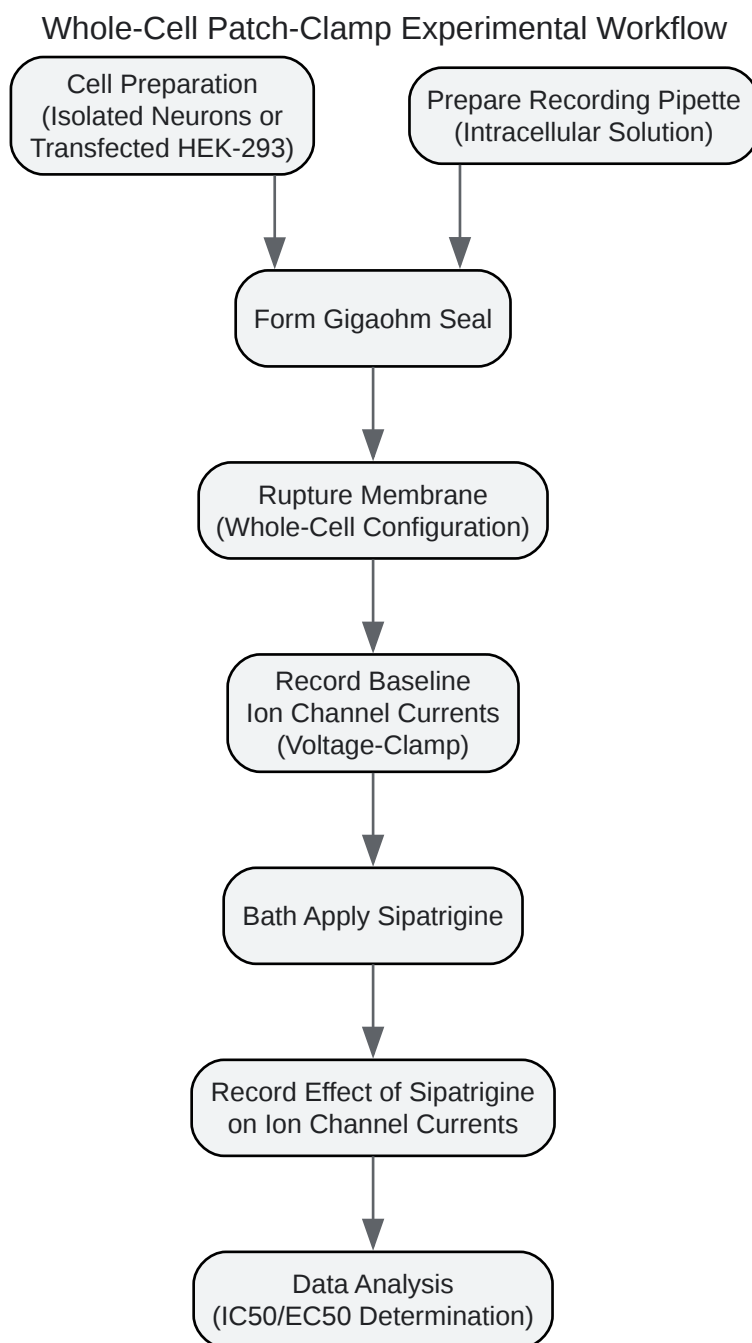 Whole-Cell Patch-Clamp Experimental Workflow
Cell Preparation
(Isolated Neurons or
Transfected HEK-293)
Prepare Recording Pipette
(Intracellular Solution)
Form Gigaohm Seal
Rupture Membrane
(Whole-Cell Configuration)
Record Baseline
Ion Channel Currents
(Voltage-Clamp)
Bath Apply Sipatrigine
Record Effect of Sipatrigine
on Ion Channel Currents
Data Analysis
(IC50/EC50 Determination)